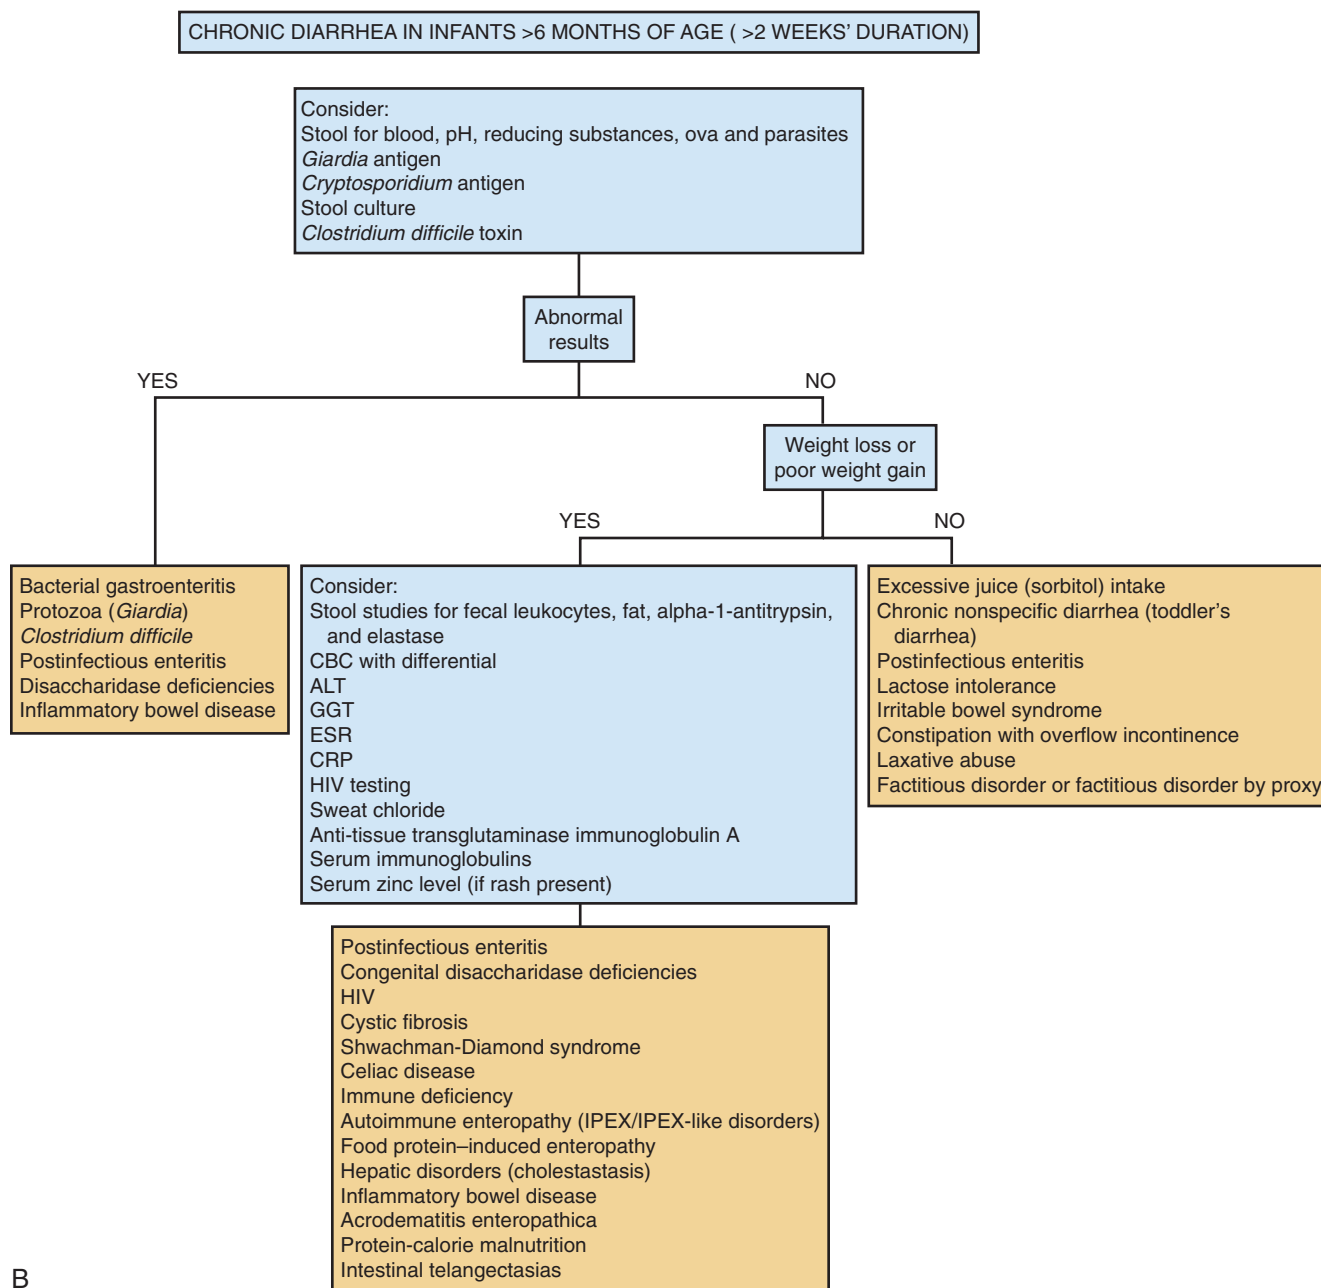 CHRONIC DIARRHEA IN INFANTS >6 MONTHS OF AGE ( >2 WEEKS' DURATION)
Consider:
Stool for blood, pH, reducing substances, ova and parasites
Giardia antigen
Cryptosporidium antigen
Stool culture
Clostridium difficile toxin
Abnormal
results
YES
NO
Weight loss or
poor weight gain
YES
NO
Bacterial gastroenteritis
Protozoa (Giardia)
Clostridium difficile
Postinfectious enteritis
Disaccharidase deficiencies
Inflammatory bowel disease
Consider:
Stool studies for fecal leukocytes, fat, alpha-1-antitrypsin,
and elastase
CBC with differential
ALT
GGT
ESR
CRP
HIV testing
Sweat chloride
Anti-tissue transglutaminase immunoglobulin A
Serum immunoglobulins
Serum zinc level (if rash present)
Excessive juice (sorbitol) intake
Chronic nonspecific diarrhea (toddler's
diarrhea)
Postinfectious enteritis
Lactose intolerance
Irritable bowel syndrome
Constipation with overflow incontinence
Laxative abuse
Factitious disorder or factitious disorder by proxy
Postinfectious enteritis
Congenital disaccharidase deficiencies
HIV
Cystic fibrosis
Shwachman-Diamond syndrome
Celiac disease
Immune deficiency
Autoimmune enteropathy (IPEX/IPEX-like disorders)
Food protein–induced enteropathy
Hepatic disorders (cholestastasis)
Inflammatory bowel disease
Acrodematitis enteropathica
Protein-calorie malnutrition
Intestinal telangectasias
B